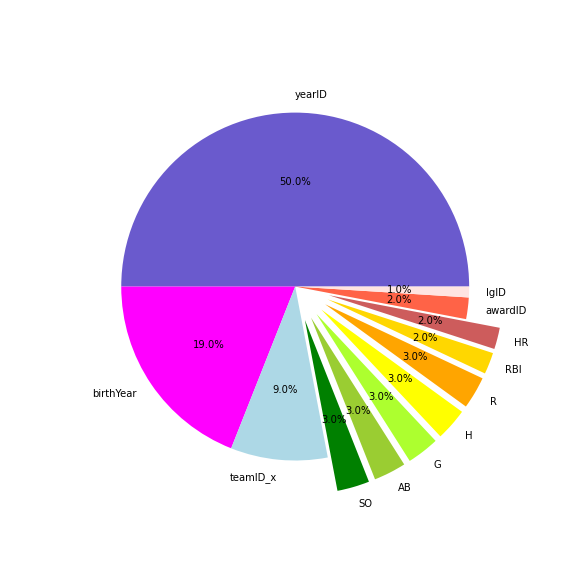 yearID
50.0%
birthYear
19.0%
teamID_x
9.0%
SO
3.0%
AB
3.0%
G
3.0%
H
3.0%
R
3.0%
RBI
2.0%
HR
2.0%
awardID
2.0%
lgID
1.0%